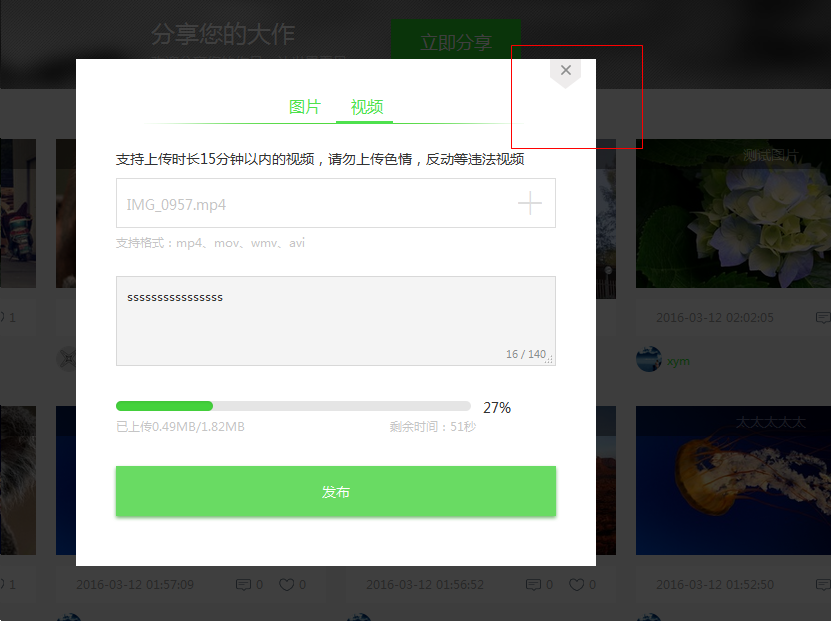 分享您的大作
立即分享
图片 视频
支持上传时长15分钟以内的视频，请勿上传色情，反动等违法视频
IMG_0957.mp4
支持格式：mp4、mov、wmv、avi
ssssssssssssssss
16 / 140
27%
已上传0.49MB/1.82MB 剩余时间：51秒
发布
测试图片
1
2016-03-12 02:02:05
xym
太太太太太
1
2016-03-12 01:57:09 0 0
2016-03-12 01:56:52 0 0
2016-03-12 01:52:50